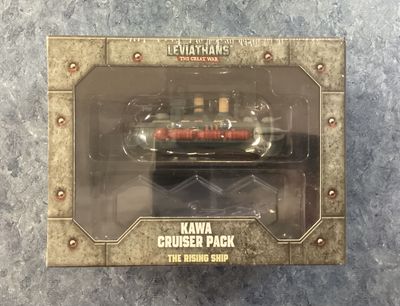 LEVIATHANS
THE GREAT WAR
KAWA
CRUISER PACK
THE RISING SHIP